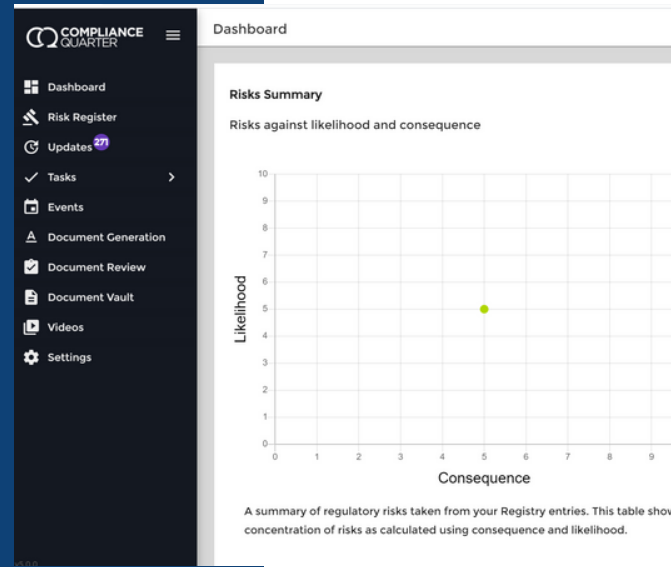 COMPLIANCE
QUARTER
Dashboard
Dashboard
Risk Register
Updates 271
Tasks
Events
Document Generation
Document Review
Document Vault
Videos
Settings
v5.0.0
Risks Summary
Risks against likelihood and consequence
10
9
8
7
6
5
4
3
2
1
0
Likelihood
0 1 2 3 4 5 6 7 8 9
Consequence
A summary of regulatory risks taken from your Registry entries. This table show
concentration of risks as calculated using consequence and likelihood.